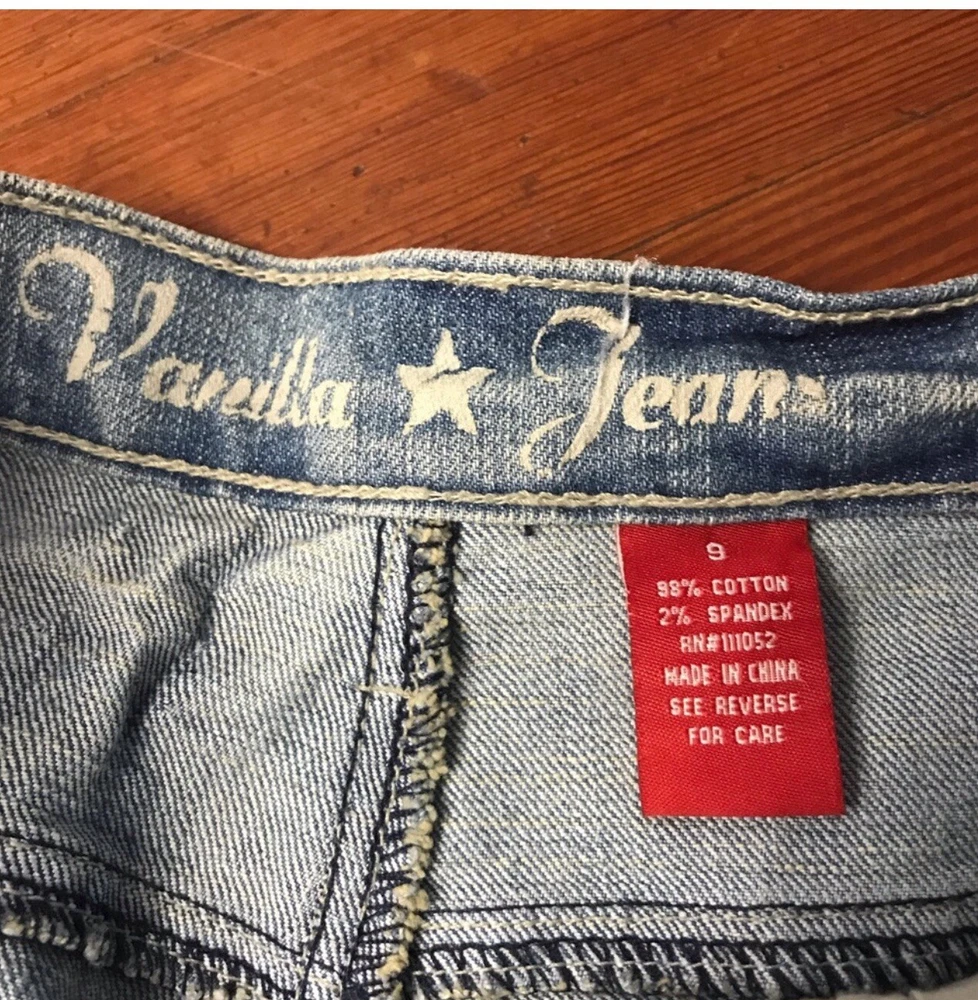 Vanilla ★ Jeans
9
98% COTTON
2% SPANDEX
RN#111052
MADE IN CHINA
SEE REVERSE
FOR CARE